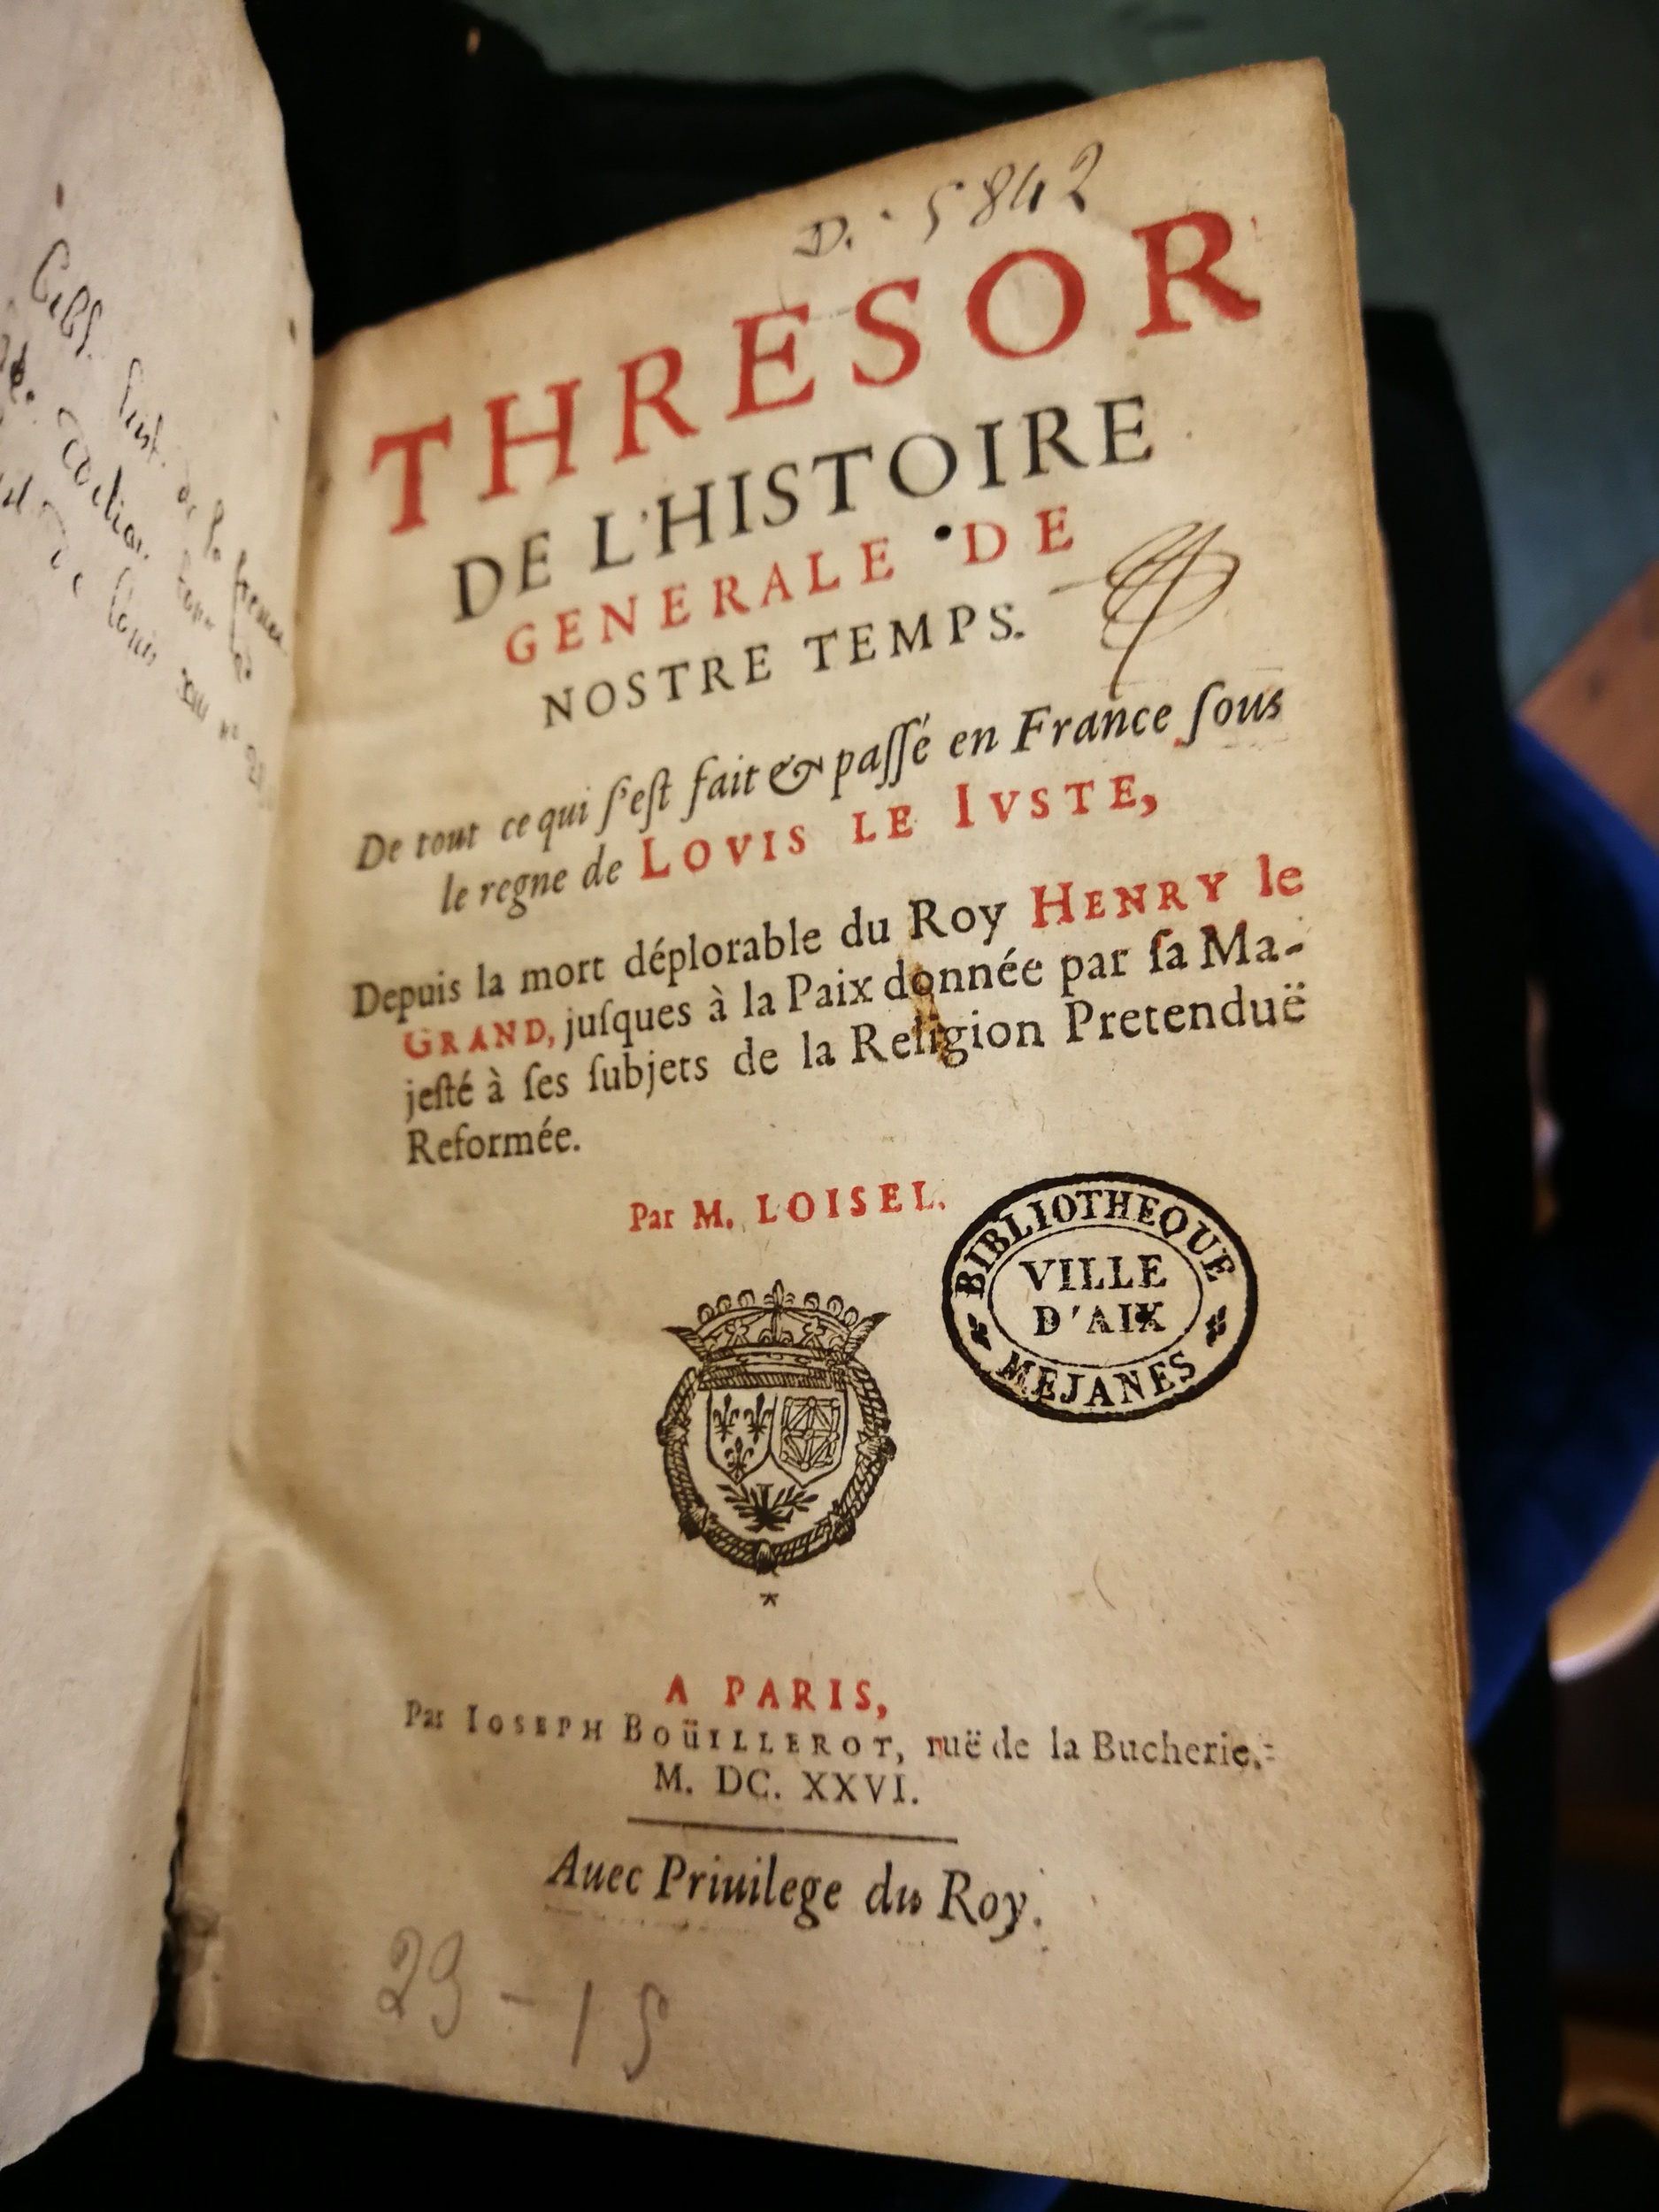 D. 5842
THRESOR
DE L'HISTOIRE
GENERALE DE
NOSTRE TEMPS.
De tout ce qui ſ'eſt fait & paſſé en France ſous
le regne de LOVIS LE IVSTE,
Depuis la mort déplorable du Roy HENRY le
GRAND, juſques à la Paix donnée par ſa Ma-
jeſté à ſes ſubjets de la Religion Pretenduë
Reformée.
Par M. LOISEL.
BIBLIOTHEQUE
VILLE
D'AIX
MEJANES
L
A PARIS,
Par IOSEPH BOÜILLEROT, ruë de la Bucherie,
M. DC. XXVI.
Auec Priuilege du Roy.
29-15